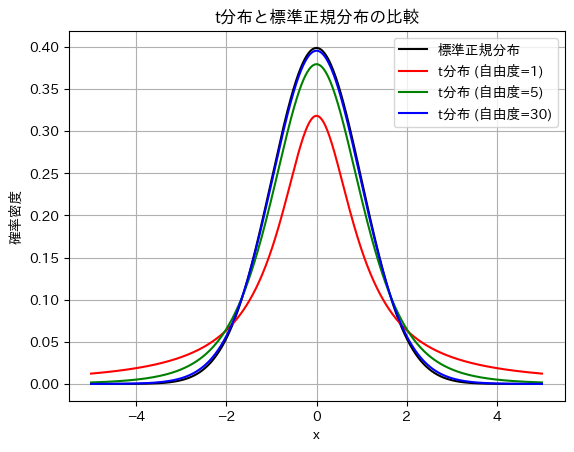 t分布と標準正規分布の比較
標準正規分布
t分布 (自由度=1)
t分布 (自由度=5)
t分布 (自由度=30)
確率密度
0.40
0.35
0.30
0.25
0.20
0.15
0.10
0.05
0.00
−4 −2 0 2 4
x